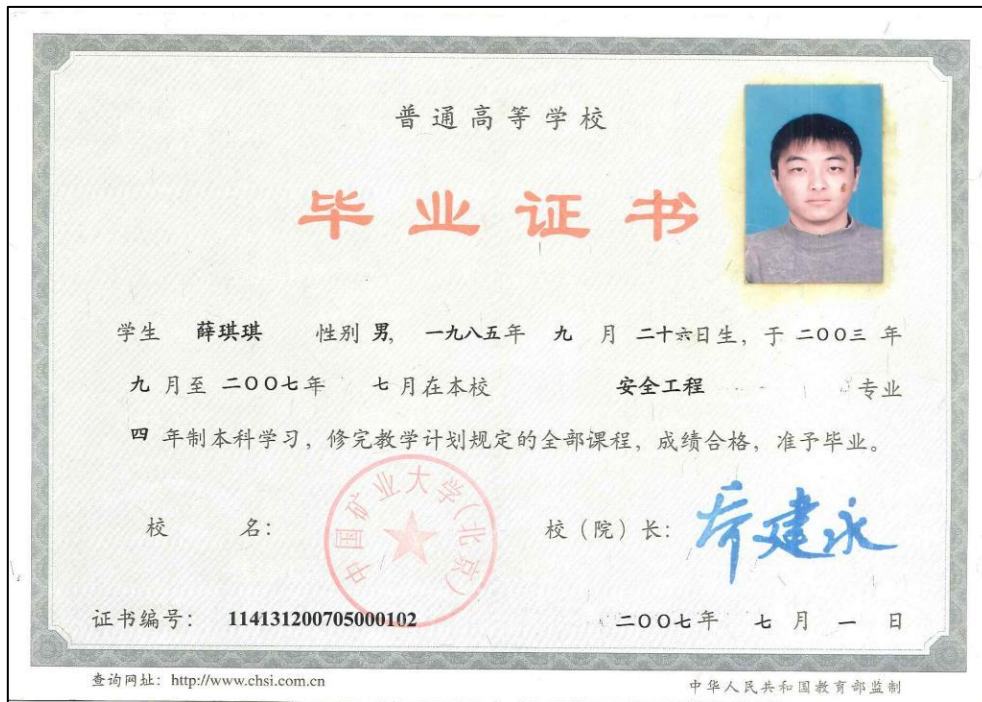 普通高等学校
毕业证书
学生 薛琪琪 性别 男, 一九八五年 九 月 二十六日生，于 二〇〇三 年
九 月至 二〇〇七年 七 月在本校 安全工程 专业
四 年制本科学习，修完教学计划规定的全部课程，成绩合格，准予毕业。
中国矿业大学(北京)
校 名： 校（院）长：
证书编号： 114131200705000102 二〇〇七年 七 月 一 日
查询网址：http://www.chsi.com.cn 中华人民共和国教育部监制